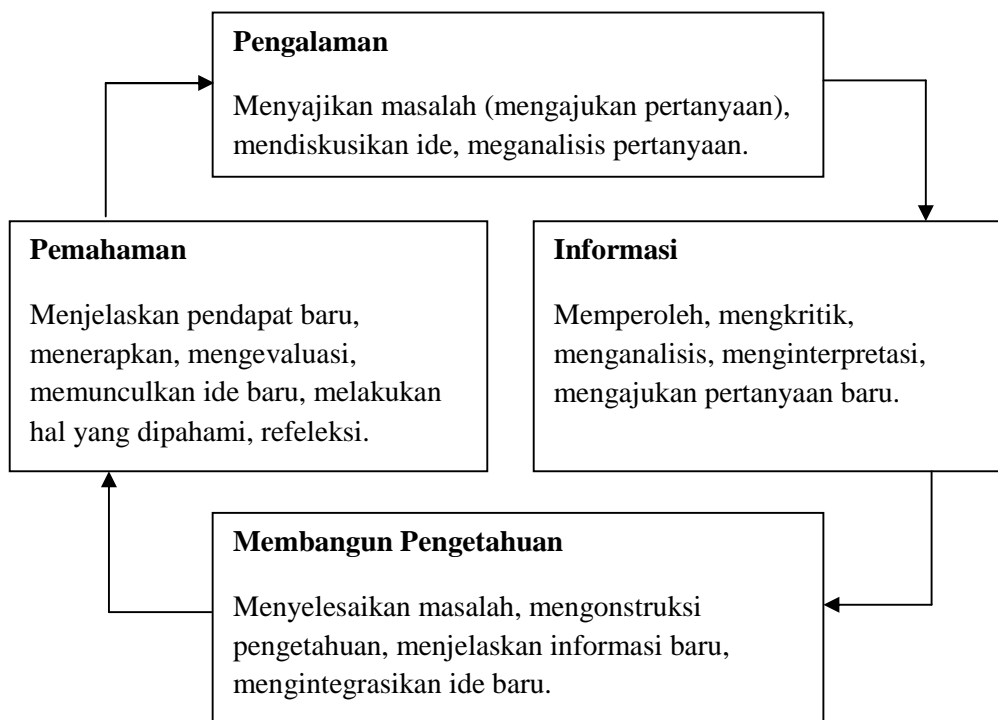 Pengalaman
Menyajikan masalah (mengajukan pertanyaan),
mendiskusikan ide, meganalisis pertanyaan.
Pemahaman
Menjelaskan pendapat baru,
menerapkan, mengevaluasi,
memunculkan ide baru, melakukan
hal yang dipahami, refeleksi.
Informasi
Memperoleh, mengkritik,
menganalisis, menginterpretasi,
mengajukan pertanyaan baru.
Membangun Pengetahuan
Menyelesaikan masalah, mengonstruksi
pengetahuan, menjelaskan informasi baru,
mengintegrasikan ide baru.